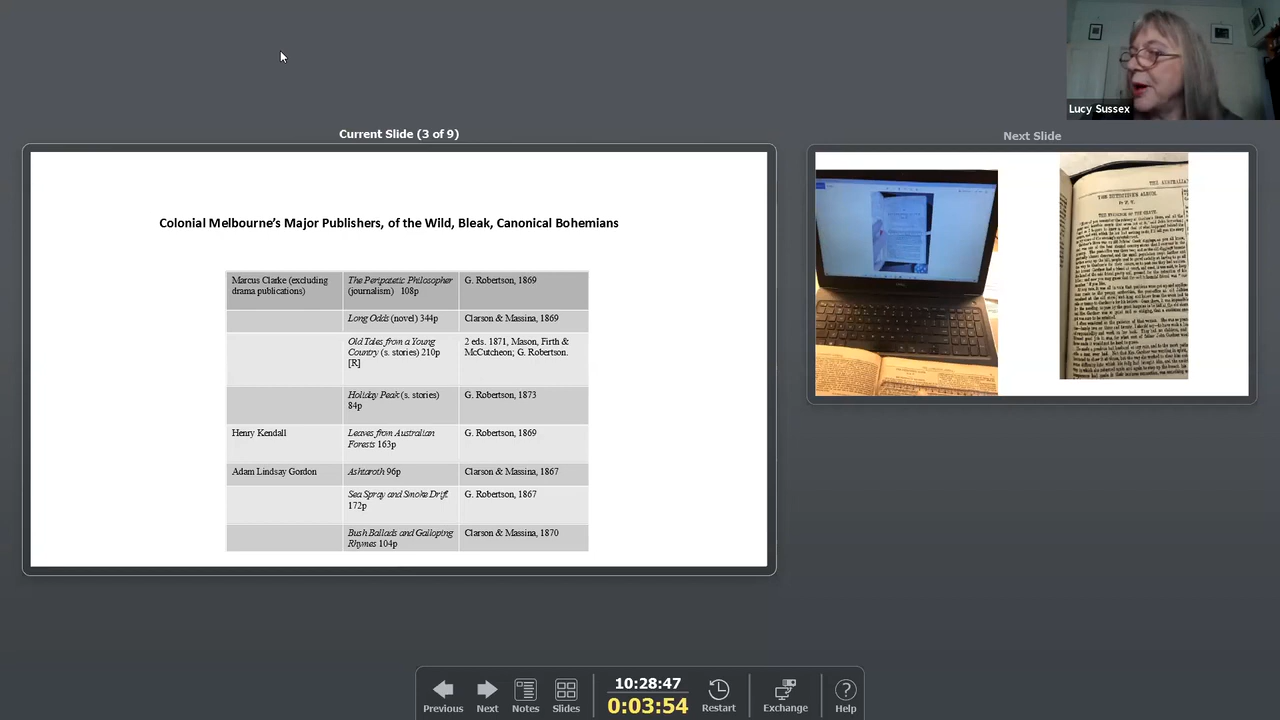 Lucy Sussex
Current Slide (3 of 9)
Next Slide
Colonial Melbourne's Major Publishers, of the Wild, Bleak, Canonical Bohemians
Marcus Clarke (excluding
drama publications)
The Peripatetic Philosopher
(journalism) 108p
G. Robertson, 1869
Long Odds (novel) 344p
Clarson & Massina, 1869
Old Tales from a Young
Country (s. stories) 210p
[R]
2 eds. 1871, Mason, Firth &
McCutcheon; G. Robertson.
Holiday Peak (s. stories)
84p
G. Robertson, 1873
Henry Kendall
Leaves from Australian
Forests 163p
G. Robertson, 1869
Adam Lindsay Gordon
Ashtaroth 96p
Clarson & Massina, 1867
Sea Spray and Smoke Drift
172p
G. Robertson, 1867
Bush Ballads and Galloping
Rhymes 104p
Clarson & Massina, 1870
THE AUSTRALIAN
THE DETECTIVE'S ALBUM.
Previous
Next
Notes
Slides
10:28:47
0:03:54
Restart
Exchange
Help